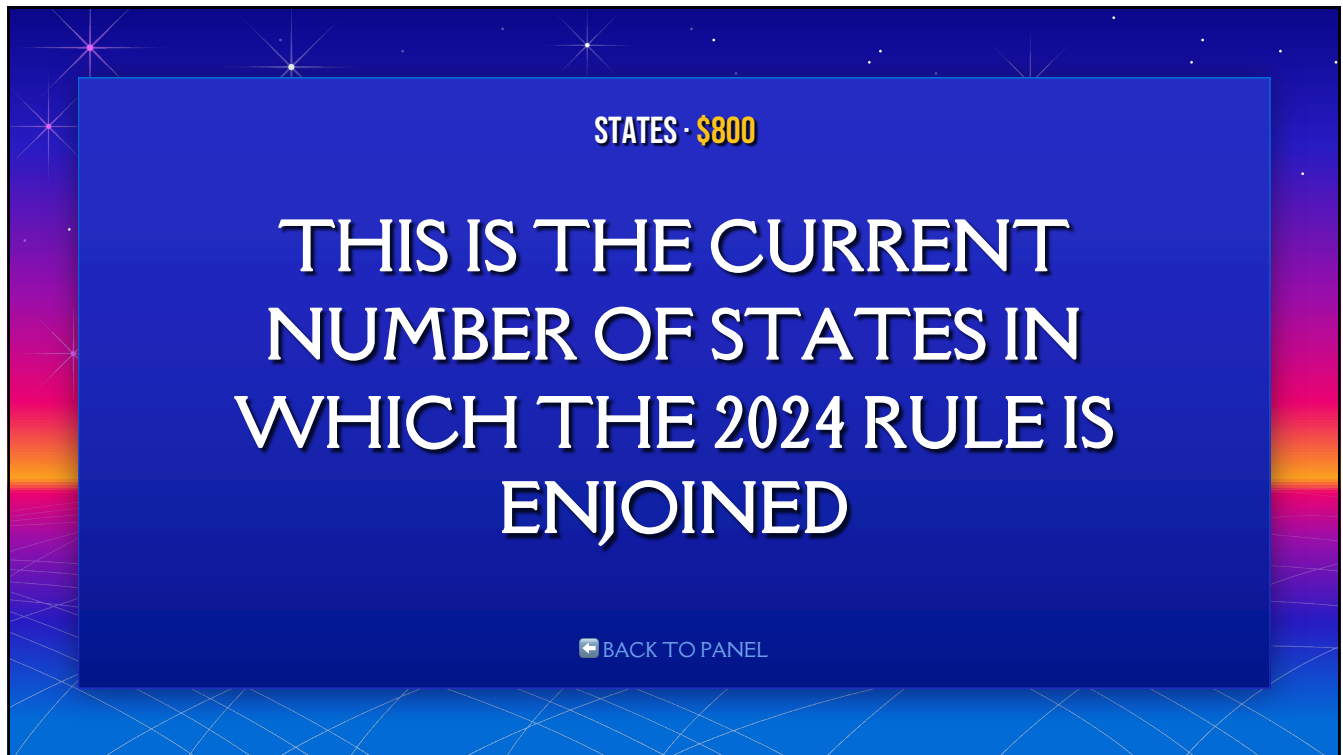 STATES · $800
THIS IS THE CURRENT
NUMBER OF STATES IN
WHICH THE 2024 RULE IS
ENJOINED
⬅️ BACK TO PANEL